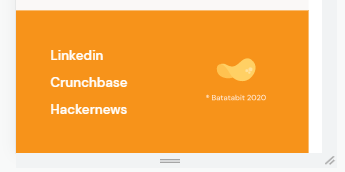 Linkedin
Crunchbase
Hackernews
® Batatabit 2020